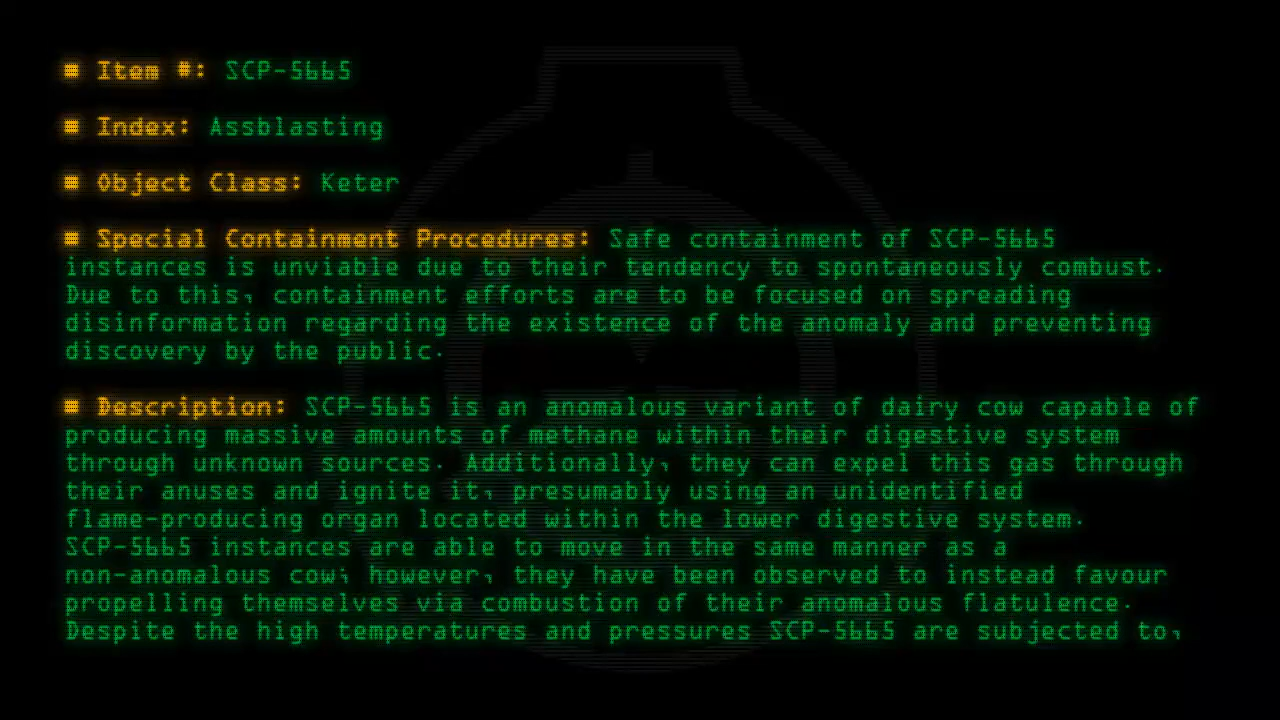 ■ Item #: SCP-5665
■ Index: Assblasting
■ Object Class: Keter
■ Special Containment Procedures: Safe containment of SCP-5665
instances is unviable due to their tendency to spontaneously combust.
Due to this, containment efforts are to be focused on spreading
disinformation regarding the existence of the anomaly and preventing
discovery by the public.
■ Description: SCP-5665 is an anomalous variant of dairy cow capable of
producing massive amounts of methane within their digestive system
through unknown sources. Additionally, they can expel this gas through
their anuses and ignite it, presumably using an unidentified
flame-producing organ located within the lower digestive system.
SCP-5665 instances are able to move in the same manner as a
non-anomalous cow; however, they have been observed to instead favour
propelling themselves via combustion of their anomalous flatulence.
Despite the high temperatures and pressures SCP-5665 are subjected to,